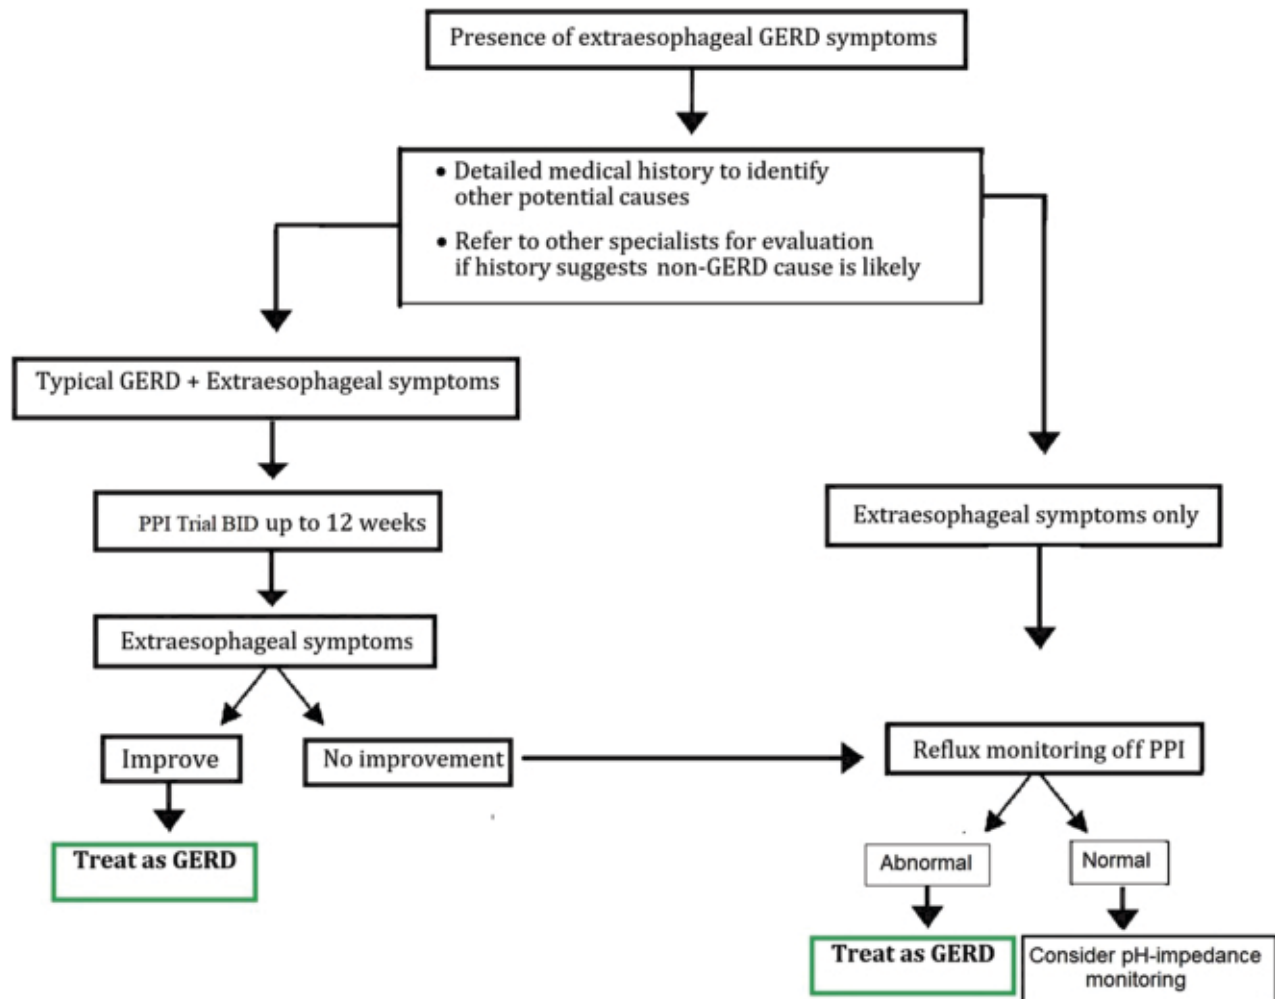 Presence of extraesophageal GERD symptoms
• Detailed medical history to identify
other potential causes
• Refer to other specialists for evaluation
if history suggests non-GERD cause is likely
Typical GERD + Extraesophageal symptoms
PPI Trial BID up to 12 weeks
Extraesophageal symptoms only
Extraesophageal symptoms
Improve
No improvement
Reflux monitoring off PPI
Treat as GERD
Abnormal
Normal
Treat as GERD
Consider pH-impedance
monitoring